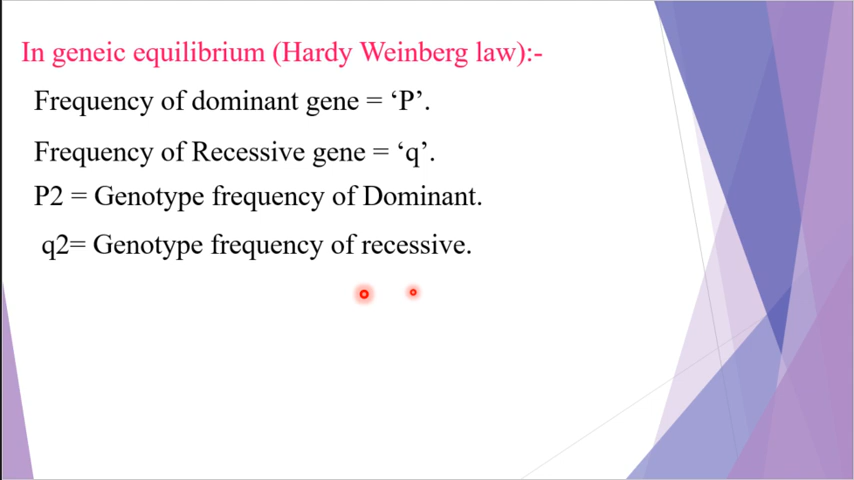 In geneic equilibrium (Hardy Weinberg law):-
Frequency of dominant gene = ‘P’.
Frequency of Recessive gene = ‘q’.
P2 = Genotype frequency of Dominant.
q2= Genotype frequency of recessive.